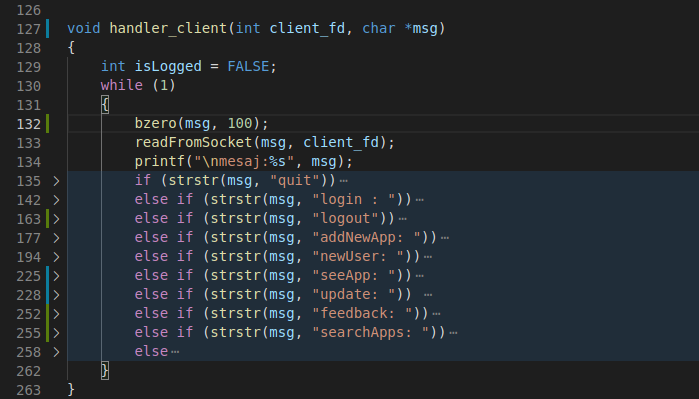 126
127 void handler_client(int client_fd, char *msg)
128 {
129 int isLogged = FALSE;
130 while (1)
131 {
132 bzero(msg, 100);
133 readFromSocket(msg, client_fd);
134 printf("\nmesaj:%s", msg);
135 if (strstr(msg, "quit"))⋯
142 else if (strstr(msg, "login : "))⋯
163 else if (strstr(msg, "logout"))⋯
177 else if (strstr(msg, "addNewApp: "))⋯
194 else if (strstr(msg, "newUser: "))⋯
225 else if (strstr(msg, "seeApp: "))⋯
228 else if (strstr(msg, "update: ")) ⋯
252 else if (strstr(msg, "feedback: "))⋯
255 else if (strstr(msg, "searchApps: "))⋯
258 else⋯
262 }
263 }